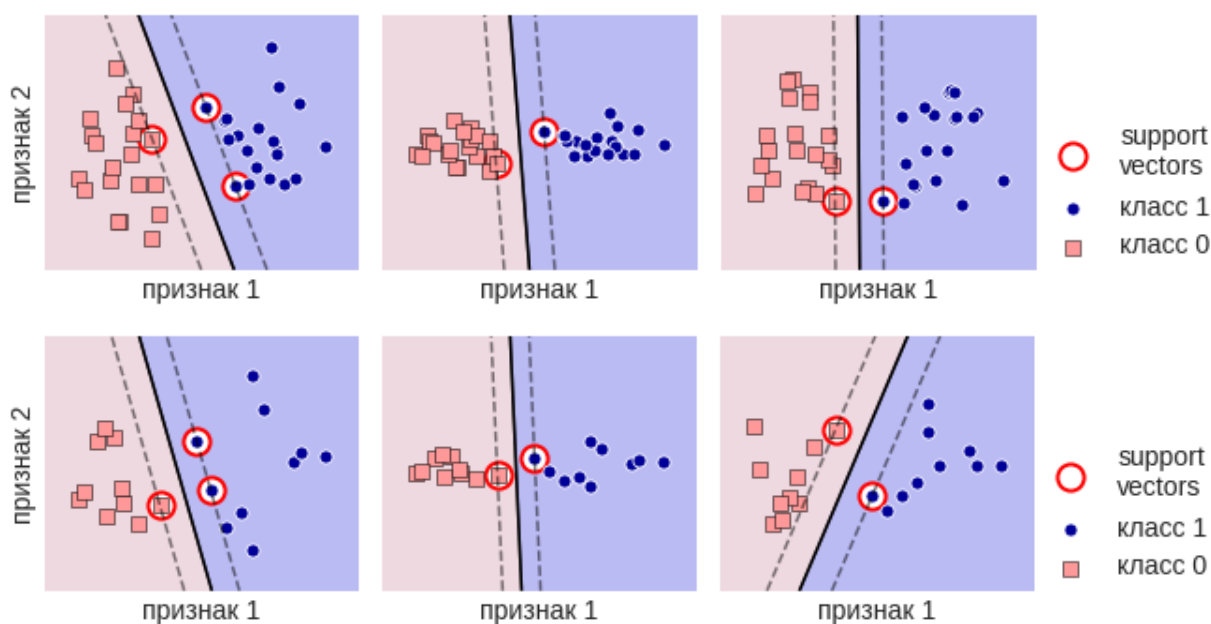 признак 2
признак 1
признак 1
признак 1
support
vectors
класс 1
класс 0
признак 2
признак 1
признак 1
признак 1
support
vectors
класс 1
класс 0